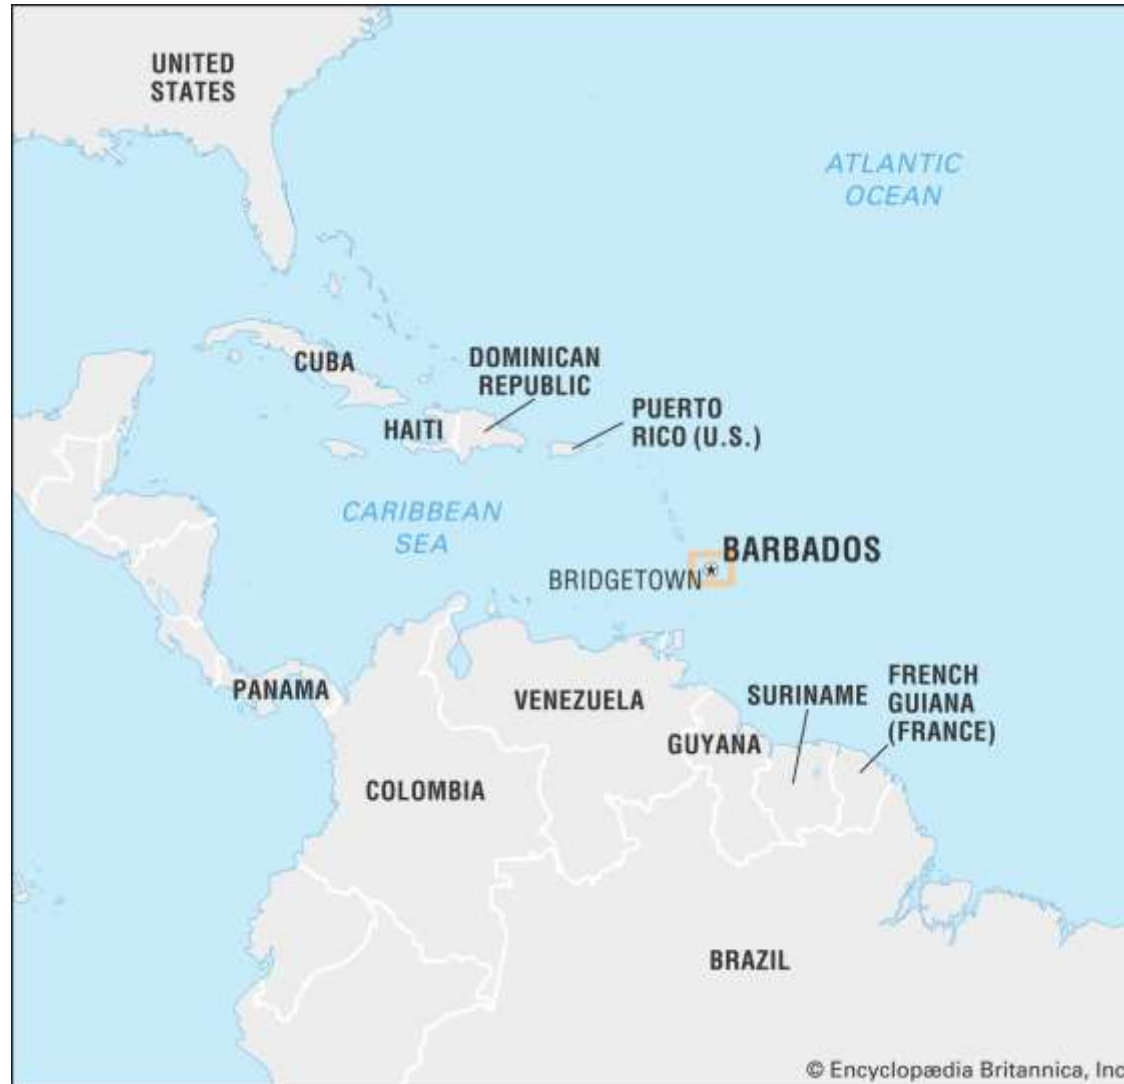 UNITED
STATES
ATLANTIC
OCEAN
CUBA
DOMINICAN
REPUBLIC
HAITI
PUERTO
RICO (U.S.)
CARIBBEAN
SEA
BARBADOS
BRIDGETOWN
PANAMA
VENEZUELA
SURINAME
FRENCH
GUIANA
(FRANCE)
GUYANA
COLOMBIA
BRAZIL
© Encyclopædia Britannica, Inc